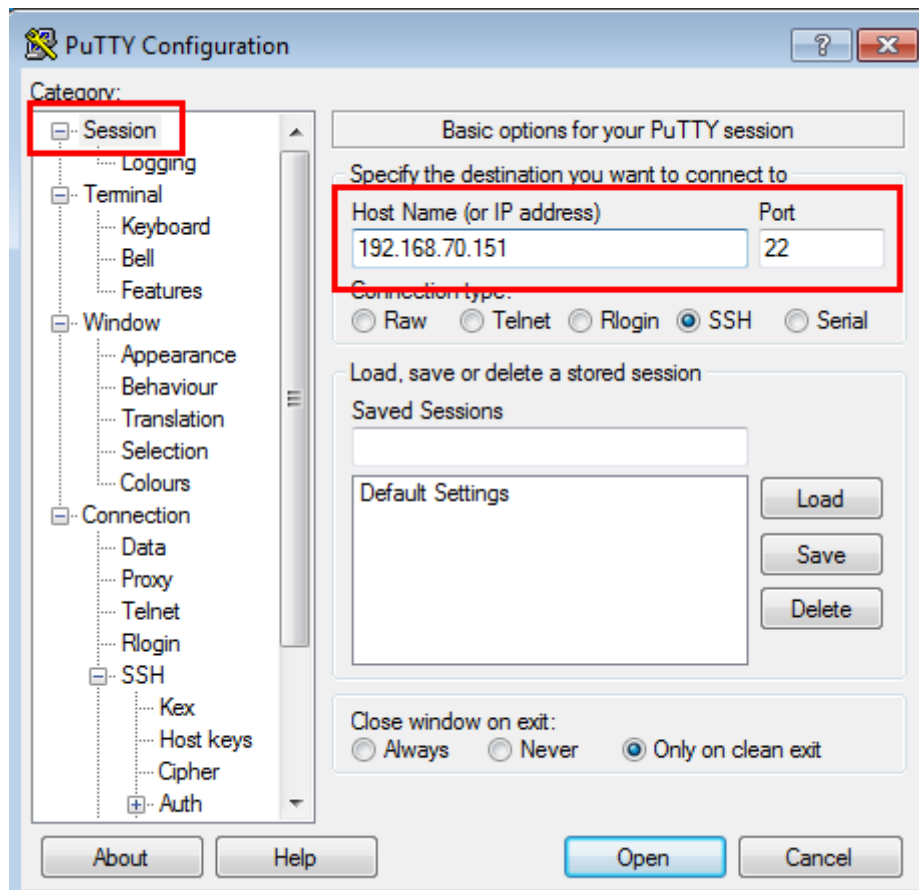 PuTTY Configuration
Category:
Session
Logging
Terminal
Keyboard
Bell
Features
Window
Appearance
Behaviour
Translation
Selection
Colours
Connection
Data
Proxy
Telnet
Rlogin
SSH
Kex
Host keys
Cipher
Auth
Basic options for your PuTTY session
Specify the destination you want to connect to
Host Name (or IP address) Port
192.168.70.151 22
Connection type:
Raw Telnet Rlogin SSH Serial
Load, save or delete a stored session
Saved Sessions
Default Settings
Load
Save
Delete
Close window on exit:
Always Never Only on clean exit
About Help Open Cancel